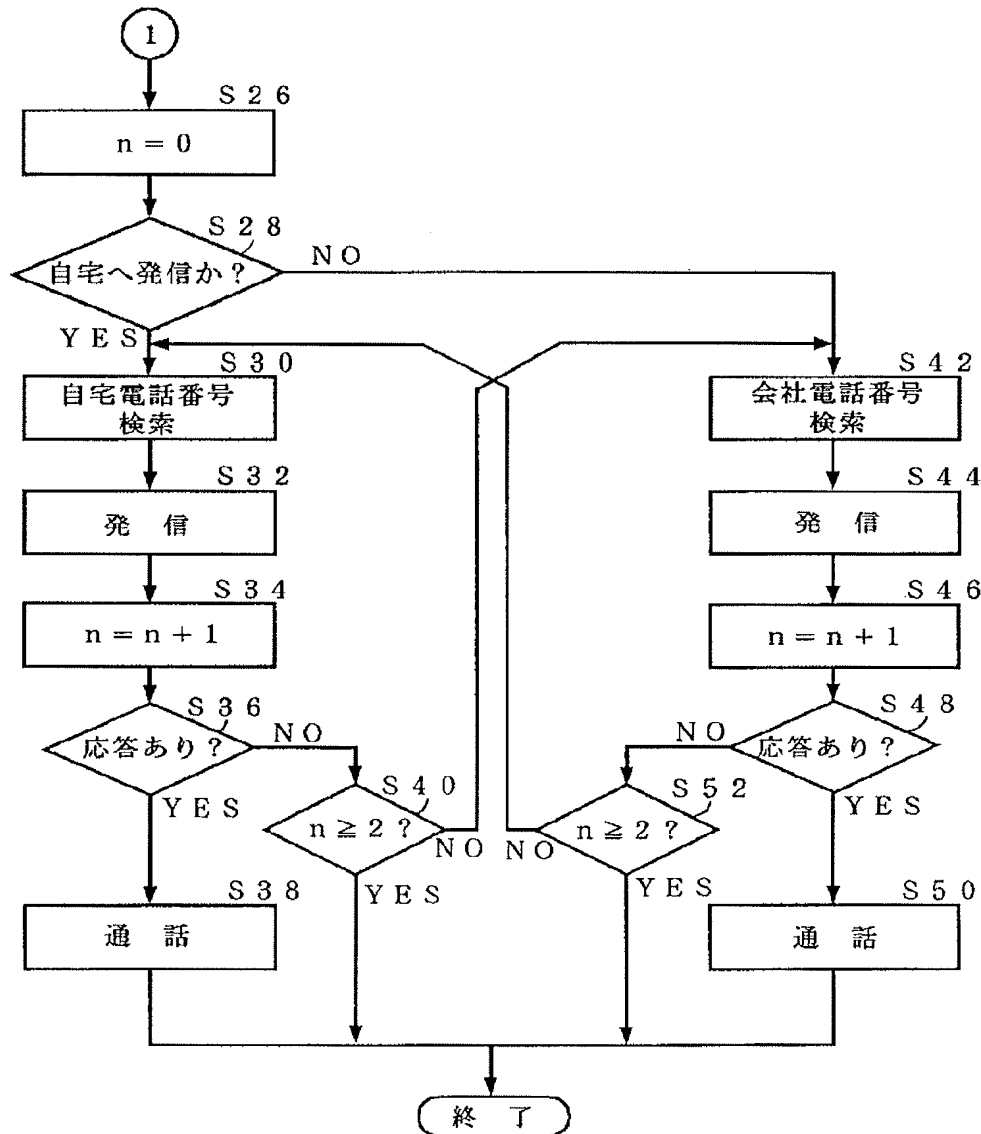 1
S26
n = 0
S28
自宅へ発信か?
NO
YES
S30
自宅電話番号
検索
S42
会社電話番号
検索
S32
発 信
S44
発 信
S34
n = n + 1
S46
n = n + 1
S36
応答あり?
NO
YES
S48
応答あり?
NO
YES
S40
n ≧ 2 ?
NO
YES
S52
n ≧ 2 ?
NO
YES
S38
通 話
S50
通 話
終 了